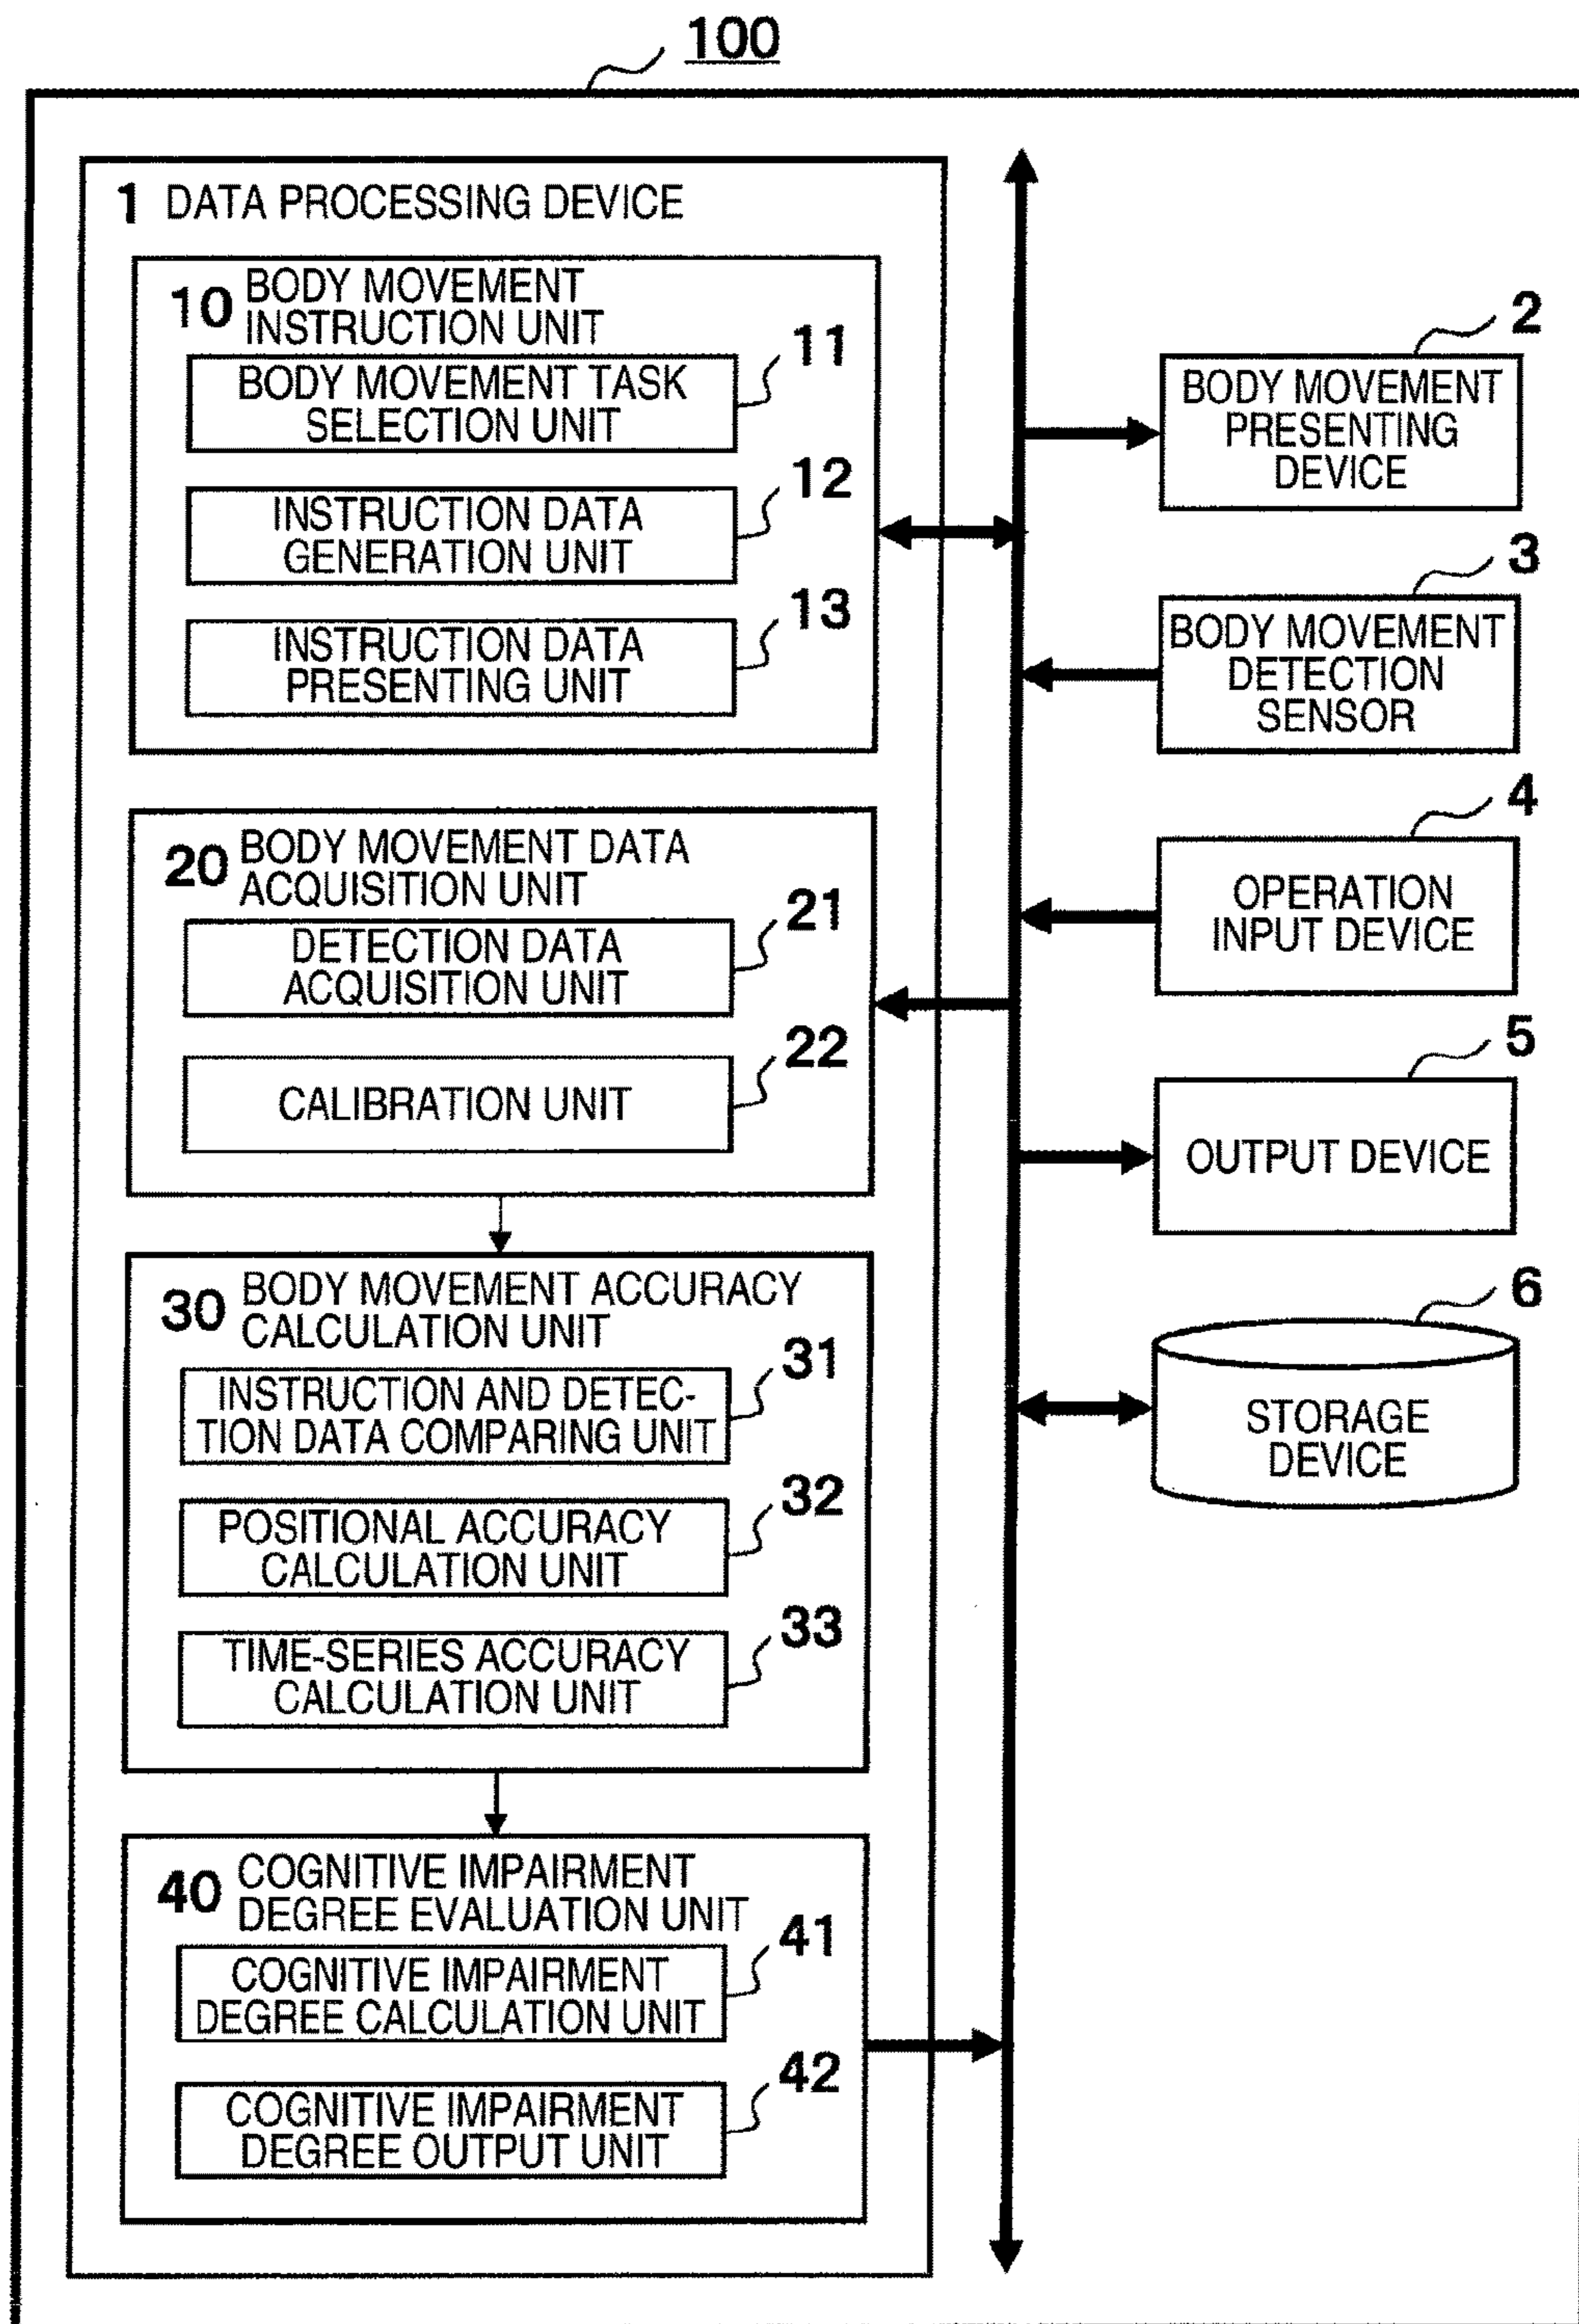 100
1 DATA PROCESSING DEVICE
10 BODY MOVEMENT
INSTRUCTION UNIT
11
BODY MOVEMENT TASK
SELECTION UNIT
12
INSTRUCTION DATA
GENERATION UNIT
13
INSTRUCTION DATA
PRESENTING UNIT
20 BODY MOVEMENT DATA
ACQUISITION UNIT
21
DETECTION DATA
ACQUISITION UNIT
22
CALIBRATION UNIT
30 BODY MOVEMENT ACCURACY
CALCULATION UNIT
31
INSTRUCTION AND DETEC-
TION DATA COMPARING UNIT
32
POSITIONAL ACCURACY
CALCULATION UNIT
33
TIME-SERIES ACCURACY
CALCULATION UNIT
40 COGNITIVE IMPAIRMENT
DEGREE EVALUATION UNIT
41
COGNITIVE IMPAIRMENT
DEGREE CALCULATION UNIT
42
COGNITIVE IMPAIRMENT
DEGREE OUTPUT UNIT
2
BODY MOVEMENT
PRESENTING
DEVICE
3
BODY MOVEMENT
DETECTION
SENSOR
4
OPERATION
INPUT DEVICE
5
OUTPUT DEVICE
6
STORAGE
DEVICE